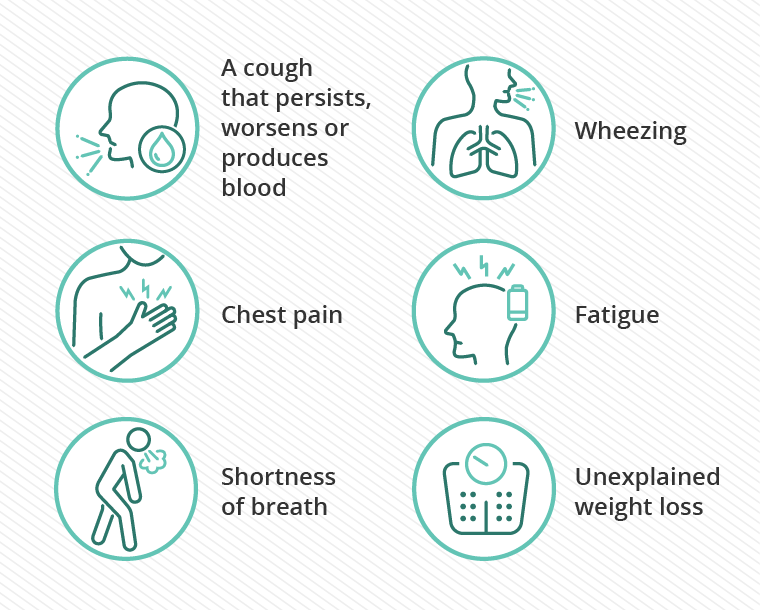 A cough
that persists,
worsens or
produces
blood
Wheezing
Chest pain
Fatigue
Shortness
of breath
Unexplained
weight loss